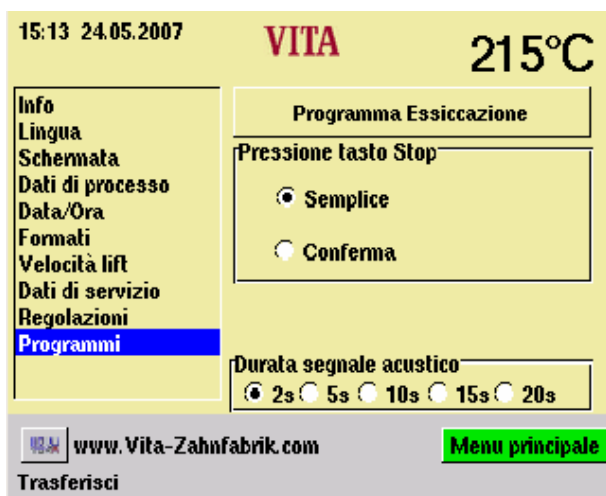 15:13 24.05.2007
VITA
215°C
Info
Lingua
Schermata
Dati di processo
Data/Ora
Formati
Velocità lift
Dati di servizio
Regolazioni
Programmi
Programma Essiccazione
Pressione tasto Stop
Semplice
Conferma
Durata segnale acustico
2s 5s 10s 15s 20s
www.Vita-Zahnfabrik.com
Menu principale
Trasferisci